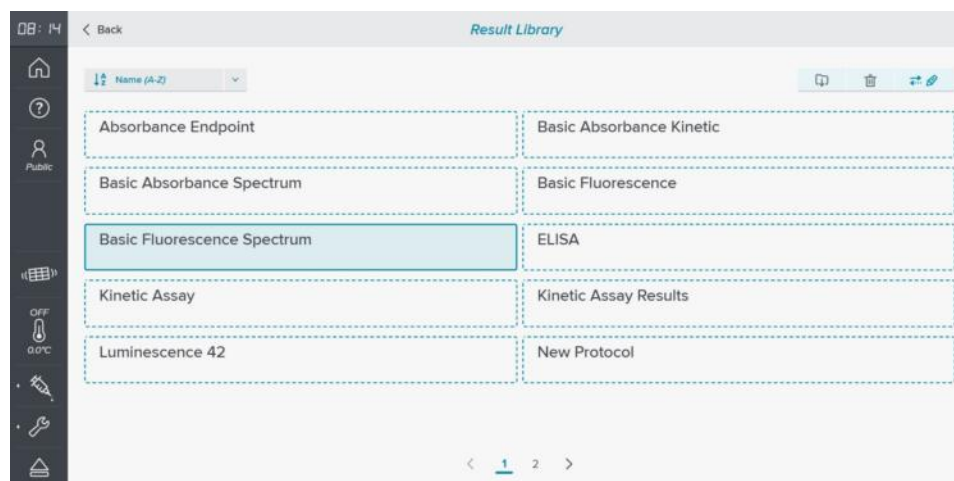 08:14
Back
Result Library
Public
Name (A-Z)
Absorbance Endpoint
Basic Absorbance Kinetic
Basic Absorbance Spectrum
Basic Fluorescence
Basic Fluorescence Spectrum
ELISA
Kinetic Assay
Kinetic Assay Results
Luminescence 42
New Protocol
OFF
0.0°C
1 2